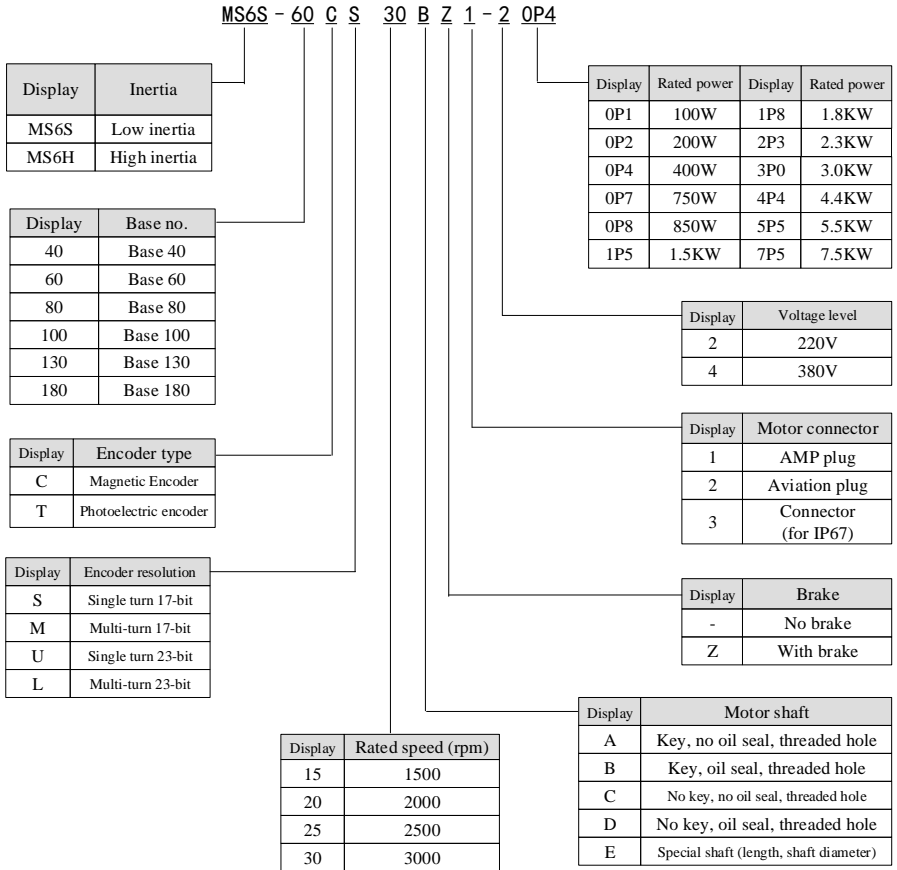 MS6S - 60 C S 30 B Z 1 - 2 0P4
Display Inertia
MS6S Low inertia
MS6H High inertia
Display Rated power Display Rated power
0P1 100W 1P8 1.8KW
0P2 200W 2P3 2.3KW
0P4 400W 3P0 3.0KW
0P7 750W 4P4 4.4KW
0P8 850W 5P5 5.5KW
1P5 1.5KW 7P5 7.5KW
Display Base no.
40 Base 40
60 Base 60
80 Base 80
100 Base 100
130 Base 130
180 Base 180
Display Voltage level
2 220V
4 380V
Display Encoder type
C Magnetic Encoder
T Photoelectric encoder
Display Motor connector
1 AMP plug
2 Aviation plug
3 Connector
(for IP67)
Display Encoder resolution
S Single turn 17-bit
M Multi-turn 17-bit
U Single turn 23-bit
L Multi-turn 23-bit
Display Brake
- No brake
Z With brake
Display Rated speed (rpm)
15 1500
20 2000
25 2500
30 3000
Display Motor shaft
A Key, no oil seal, threaded hole
B Key, oil seal, threaded hole
C No key, no oil seal, threaded hole
D No key, oil seal, threaded hole
E Special shaft (length, shaft diameter)